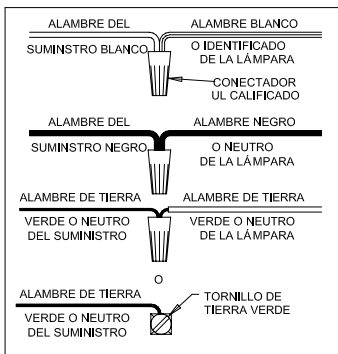 ALAMBRE DEL
SUMINSTRO BLANCO
ALAMBRE BLANCO
O IDENTIFICADO
DE LA LÁMPARA
CONECTADOR
UL CALIFICADO
ALAMBRE DEL
SUMINSTRO NEGRO
ALAMBRE NEGRO
O NEUTRO
DE LA LÁMPARA
ALAMBRE DE TIERRA
VERDE O NEUTRO
DEL SUMINISTRO
ALAMBRE DE TIERRA
VERDE O NEUTRO
DE LA LÁMPARA
O
ALAMBRE DE TIERRA
VERDE O NEUTRO
DEL SUMINISTRO
TORNILLO DE
TIERRA VERDE